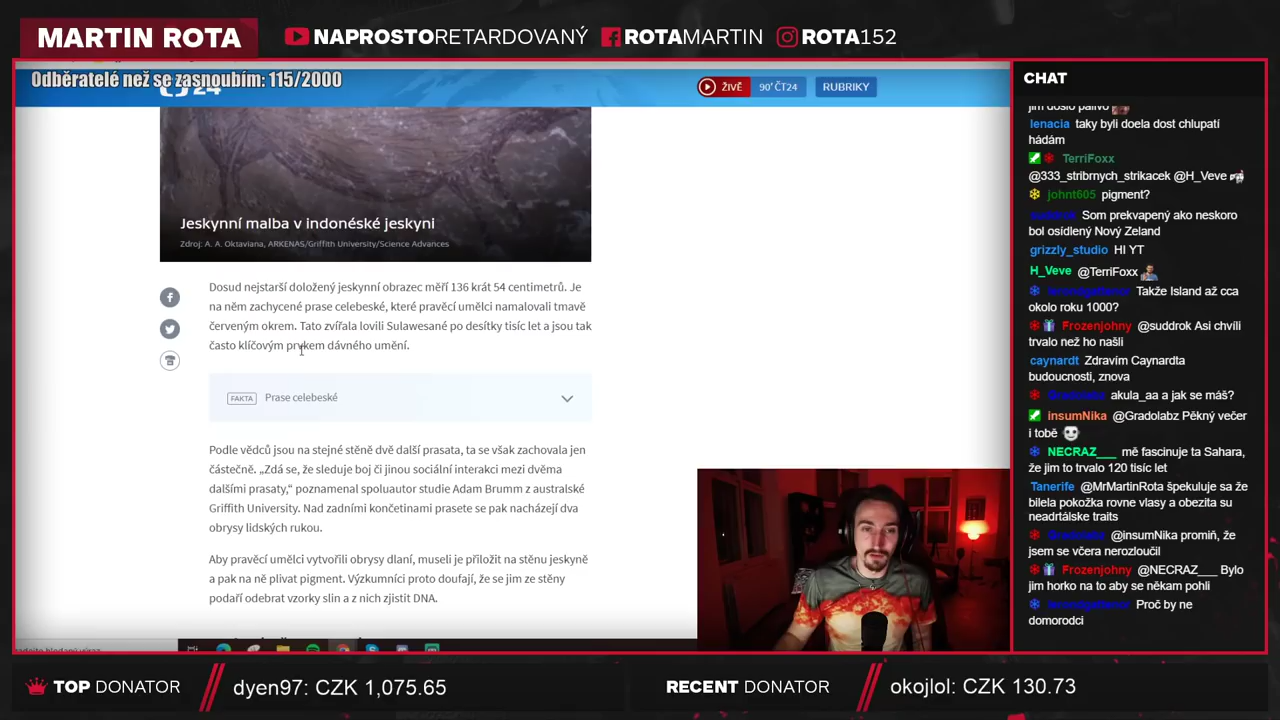 MARTIN ROTA
NAPROSTORETARDOVANÝ
ROTAMARTIN
ROTA152
Odběratelé než se zasnoubím: 115/2000
24
ŽIVĚ
90' ČT24
RUBRIKY
Jeskynní malba v indonéské jeskyni
Zdroj: A. A. Oktaviana, ARKENAS/Griffith University/Science Advances
Dosud nejstarší doložený jeskynní obrazec měří 136 krát 54 centimetrů. Je
na něm zachycené prase celebeské, které pravěcí umělci namalovali tmavě
červeným okrem. Tato zvířata lovili Sulawesané po desítky tisíc let a jsou tak
často klíčovým prvkem dávného umění.
FAKTA Prase celebeské
Podle vědců jsou na stejné stěně dvě další prasata, ta se však zachovala jen
částečně. „Zdá se, že sleduje boj či jinou sociální interakci mezi dvěma
dalšími prasaty,“ poznamenal spoluautor studie Adam Brumm z australské
Griffith University. Nad zadními končetinami prasete se pak nacházejí dva
obrysy lidských rukou.
Aby pravěcí umělci vytvořili obrysy dlaní, museli je přiložit na stěnu jeskyně
a pak na ně plivat pigment. Výzkumníci proto doufají, že se jim ze stěny
podaří odebrat vzorky slin a z nich zjistit DNA.
CHAT
jim došlo palivo
lenacia taky byli doela dost chlupatí
hádám
TerriFoxx
@333_stribrnych_strikacek @H_Veve
johnt605 pigment?
suddrok Som prekvapený ako neskoro
bol osídlený Nový Zeland
grizzly_studio HI YT
H_Veve @TerriFoxx
Takže Island až cca
okolo roku 1000?
Frozenjohny @suddrok Asi chvíli
trvalo než ho našli
caynardt Zdravím Caynardta
budoucnosti, znova
Gradolabz akula_aa a jak se máš?
insumNika @Gradolabz Pěkný večer
i tobě
NECRAZ___ mě fascinuje ta Sahara,
že jim to trvalo 120 tisíc let
Tanerife @MrMartinRota špekuluje sa že
bilela pokožka rovne vlasy a obezita su
neadrtálske traits
Gradolabz @insumNika promiň, že
jsem se včera nerozloučil
Frozenjohny @NECRAZ___ Bylo
jim horko na to aby se někam pohli
Proč by ne
domorodci
TOP DONATOR
dyen97: CZK 1,075.65
RECENT DONATOR
okojlol: CZK 130.73